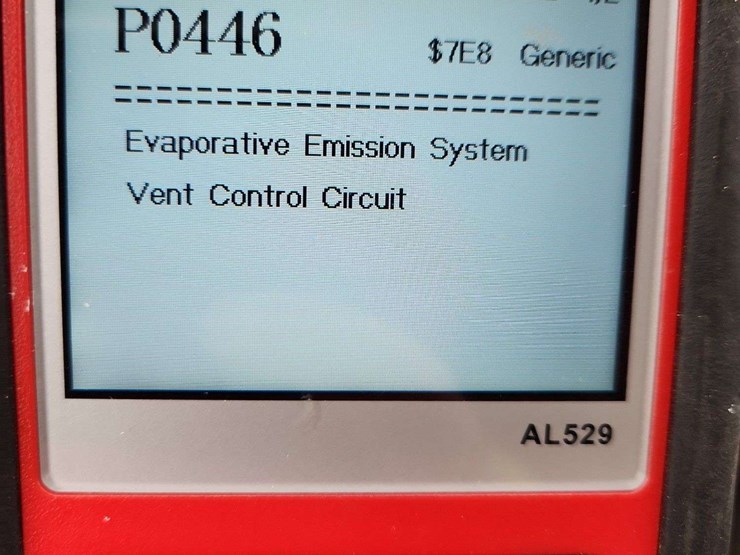 P0446
$7E8 Generic
==============================
Evaporative Emission System
Vent Control Circuit
AL529